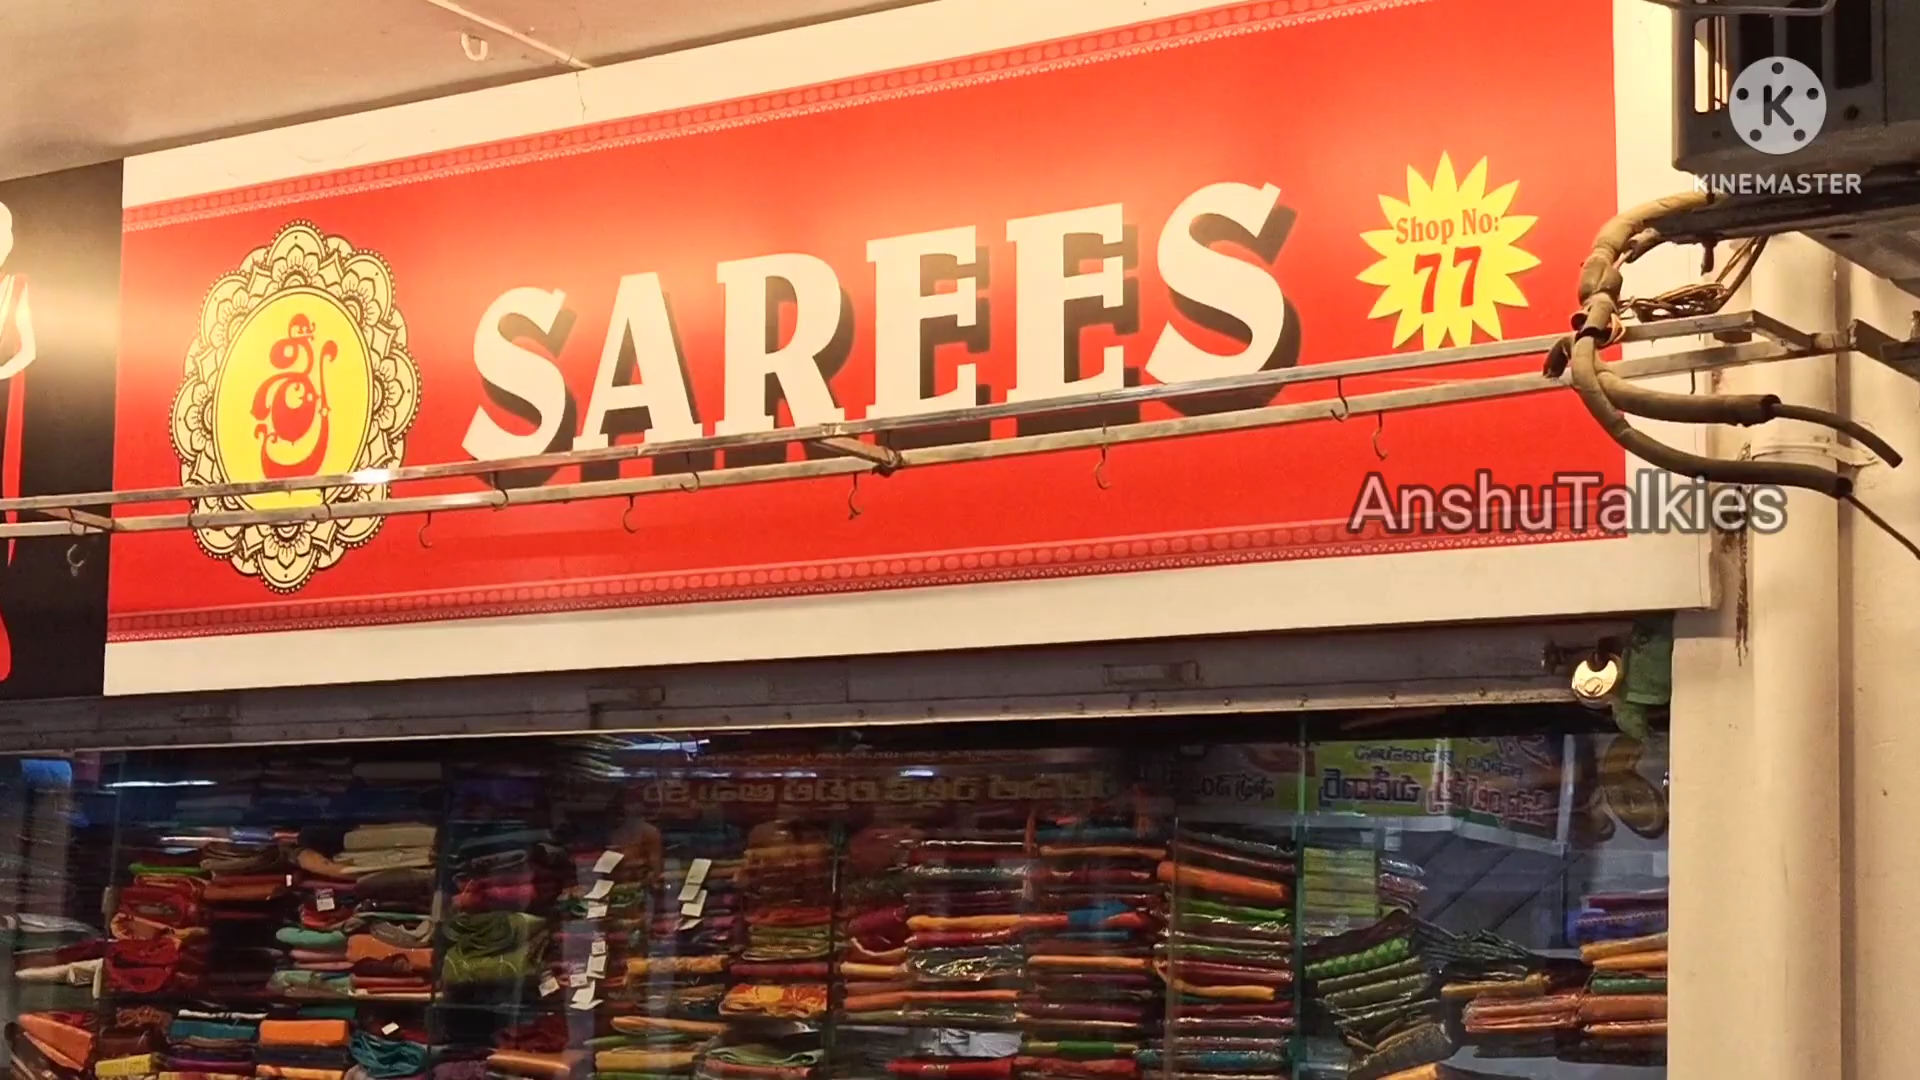 శ్రీ
SAREES
Shop No:
77
K
KINEMASTER
AnshuTalkies